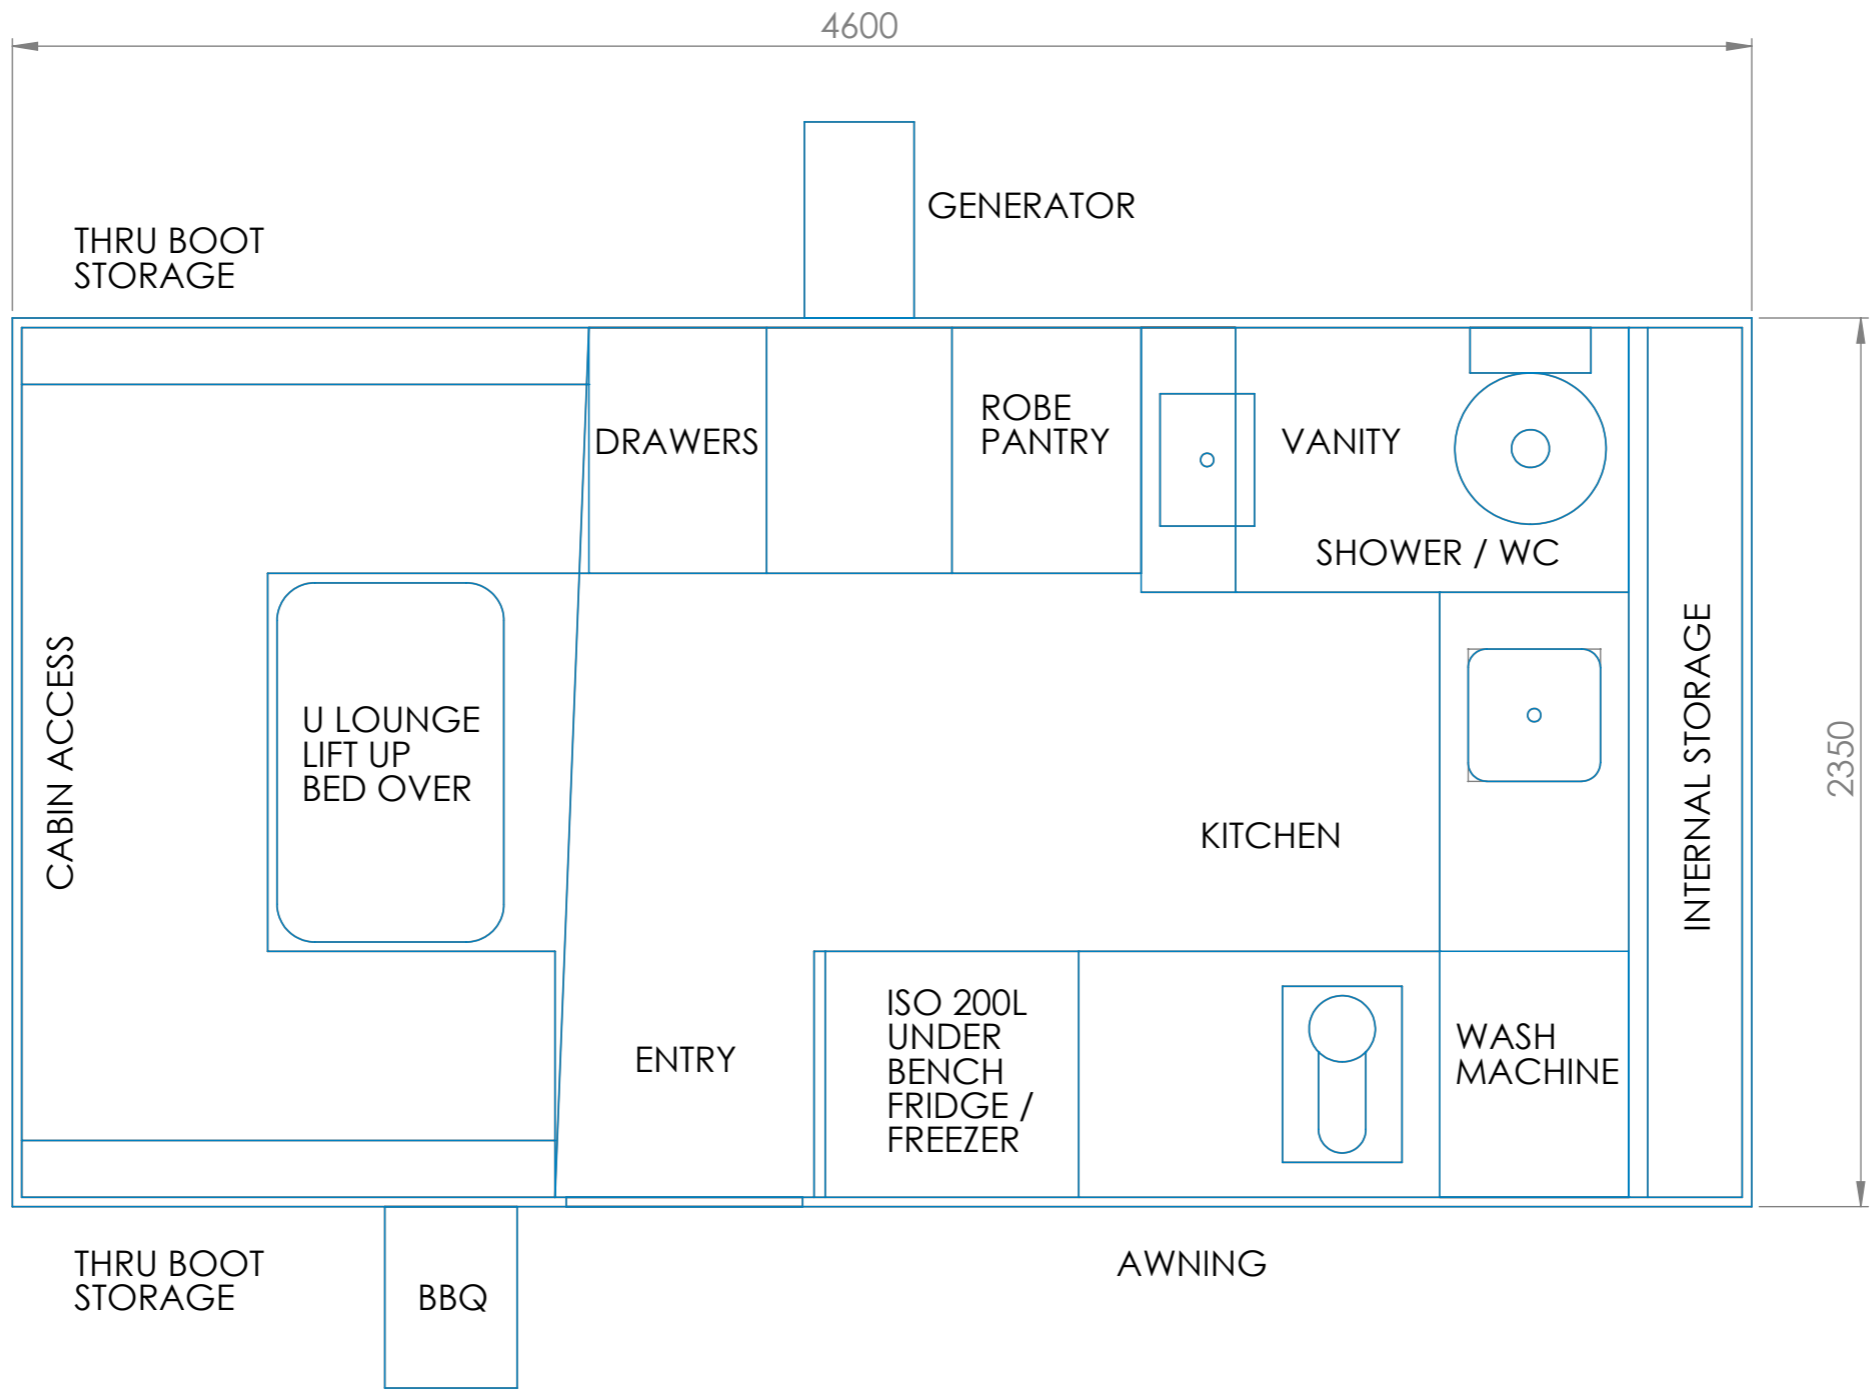 4600
GENERATOR
THRU BOOT
STORAGE
ROBE
PANTRY
DRAWERS
VANITY
SHOWER / WC
CABIN ACCESS
U LOUNGE
LIFT UP
BED OVER
KITCHEN
INTERNAL STORAGE
2350
ENTRY
ISO 200L
UNDER
BENCH
FRIDGE /
FREEZER
WASH
MACHINE
THRU BOOT
STORAGE
BBQ
AWNING